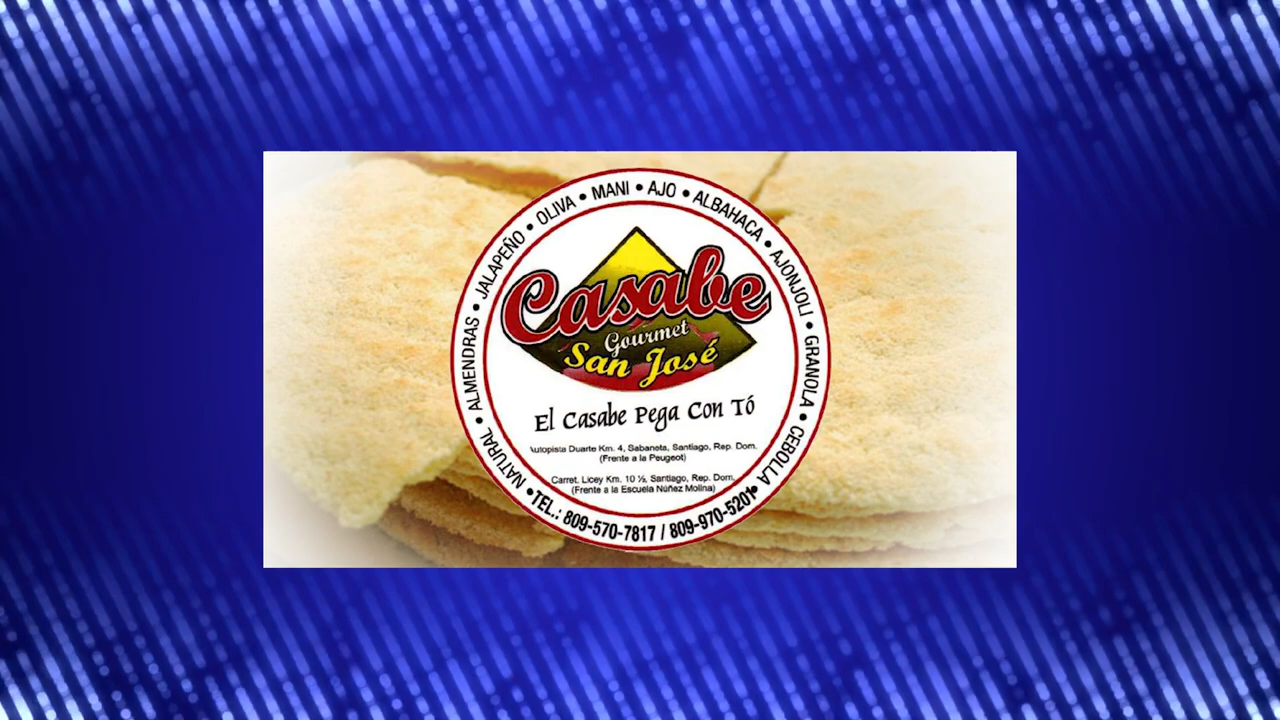 NATURAL • ALMENDRAS • JALAPEÑO • OLIVA • MANI • AJO • ALBAHACA • AJONJOLI • GRANOLA • CEBOLLA
Casabe
Gourmet
San José
El Casabe Pega Con Tó
Autopista Duarte Km. 4, Sabaneta, Santiago, Rep. Dom.
(Frente a la Peugeot)
Carret. Licey Km. 10 ½, Santiago, Rep. Dom.
(Frente a la Escuela Núñez Molina)
• TEL.: 809-570-7817 / 809-970-5201 •